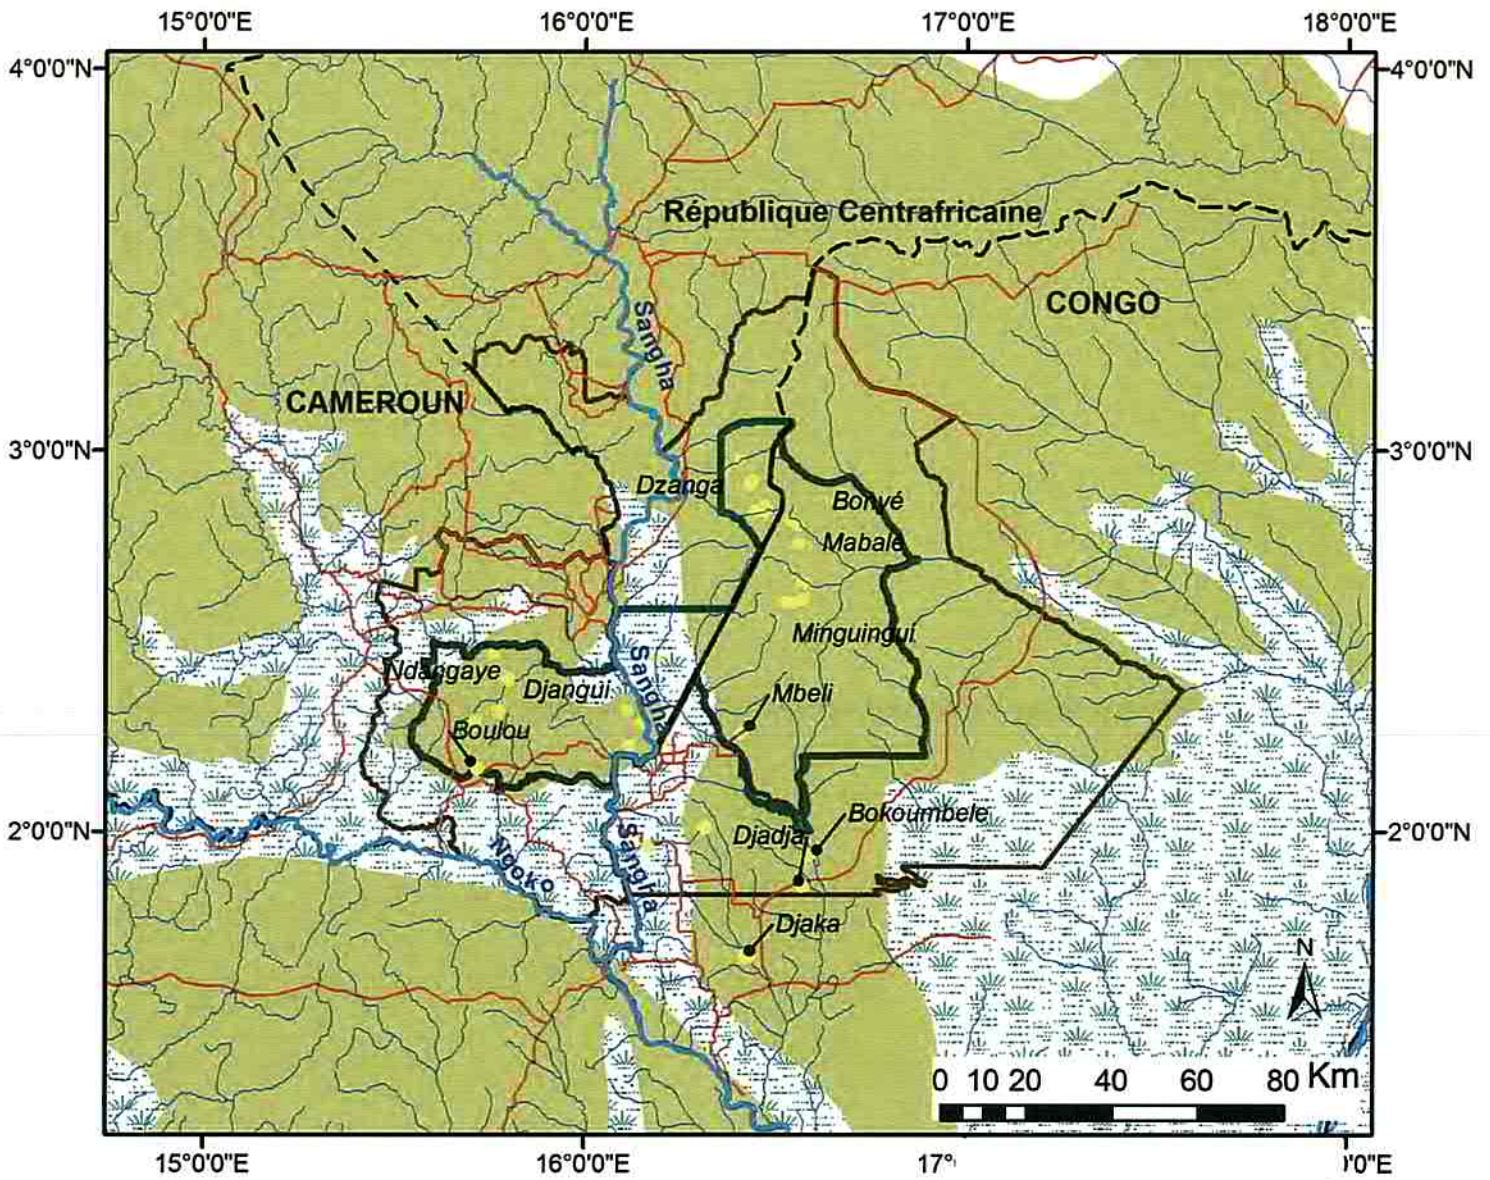 15°0'0"E 16°0'0"E 17°0'0"E 18°0'0"E
4°0'0"N 4°0'0"N
République Centrafricaine
CONGO
Sangha
CAMEROUN
3°0'0"N 3°0'0"N
Dzanga
Bonyé
Mabale
Minguingui
Sangha
Ndangaye
Djangui
Mbeli
Boulou
Bokoumbele
2°0'0"N 2°0'0"N
Djadja
Sangha
Ngoko
Djaka
N
0 10 20 40 60 80 Km
15°0'0"E 16°0'0"E 17° 0"E